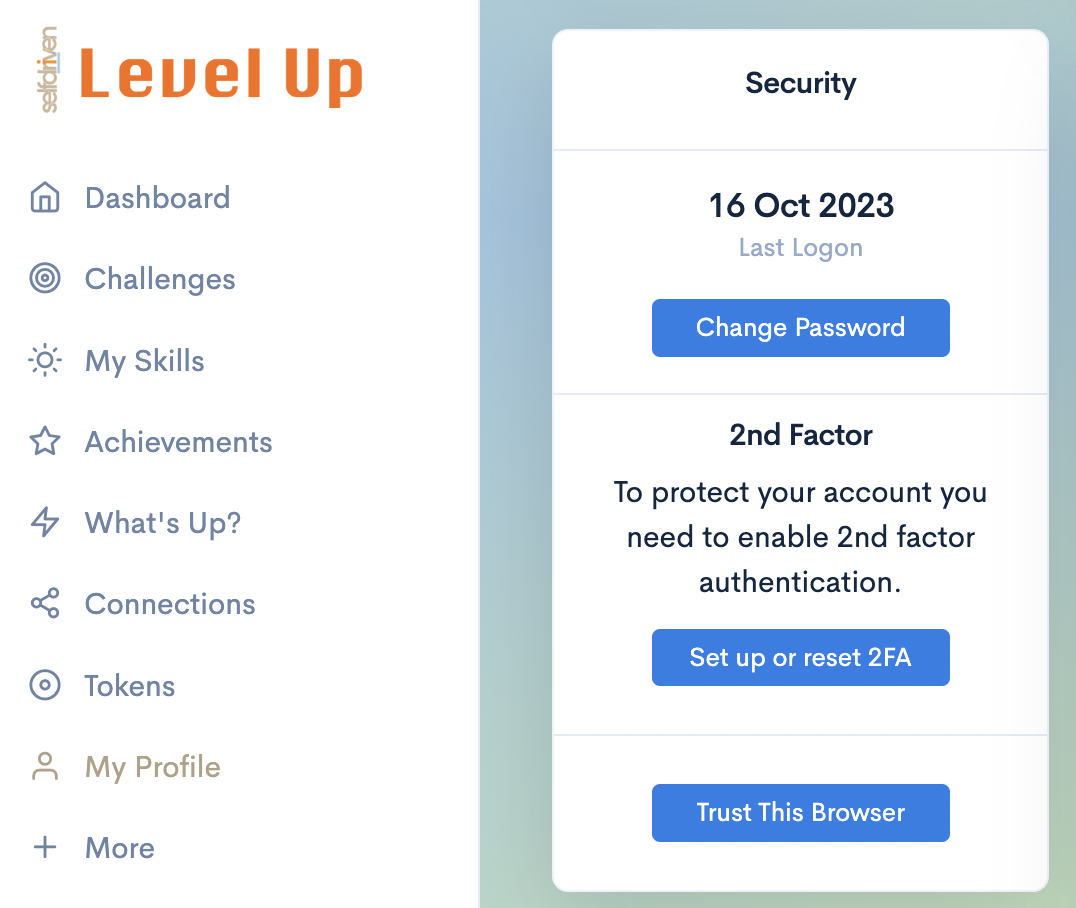 selfdriven
Level Up
Dashboard
Challenges
My Skills
Achievements
What's Up?
Connections
Tokens
My Profile
More
Security
16 Oct 2023
Last Logon
Change Password
2nd Factor
To protect your account you
need to enable 2nd factor
authentication.
Set up or reset 2FA
Trust This Browser